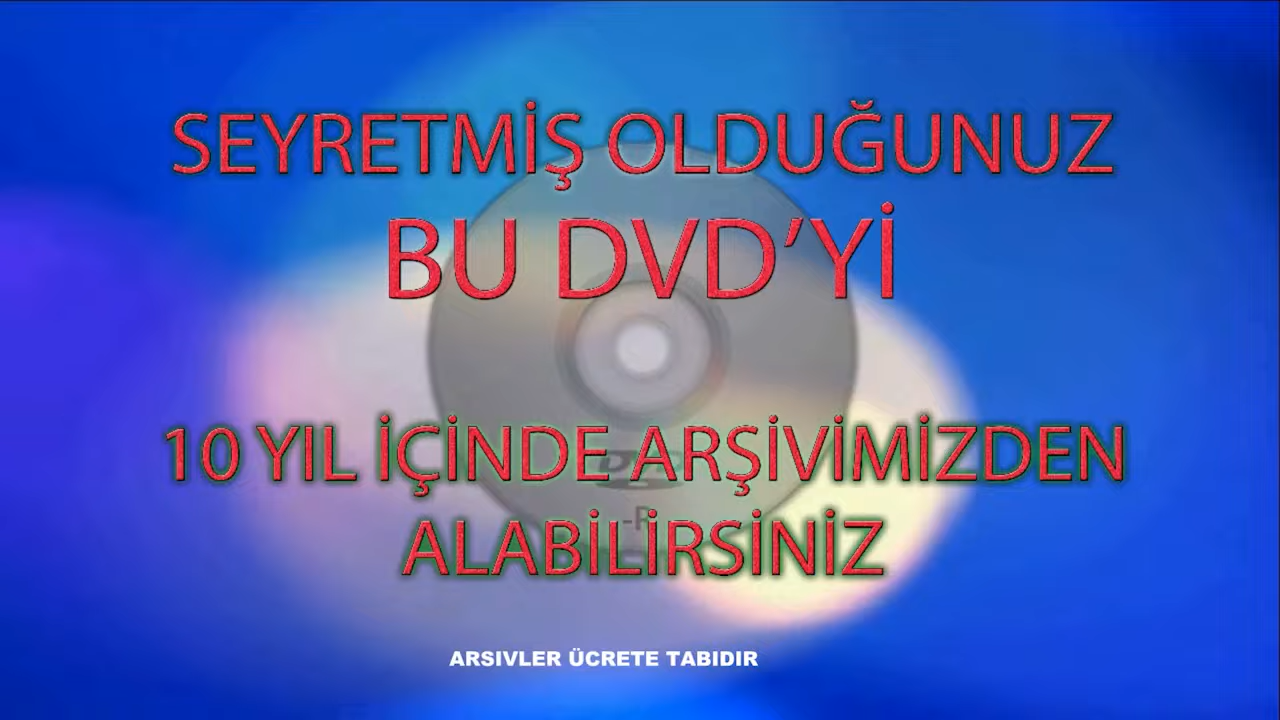 SEYRETMİŞ OLDUĞUNUZ
BU DVD’Yİ
10 YIL İÇİNDE ARŞİVİMİZDEN
-R
ALABİLİRSİNİZ
ARSIVLER ÜCRETE TABIDIR